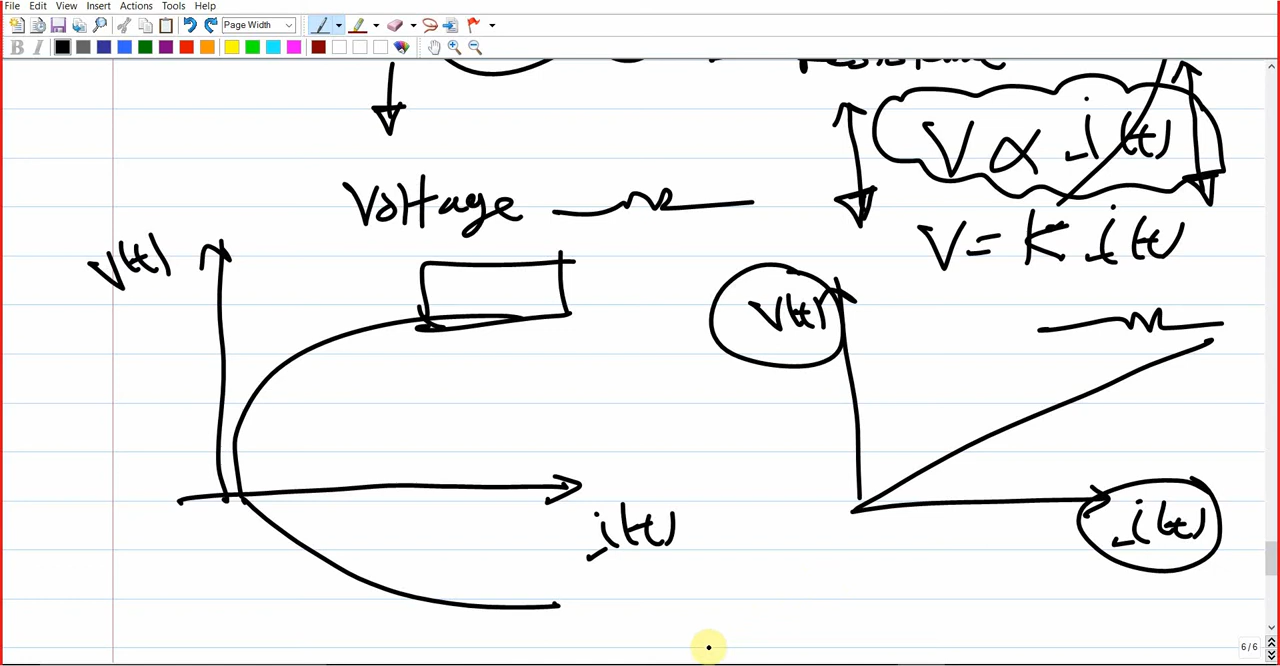 File Edit View Insert Actions Tools Help
Page Width
B I
V ∝ i(t)
Voltage
V = K i(t)
V(t)
V(t)
i(t)
i(t)
6/6